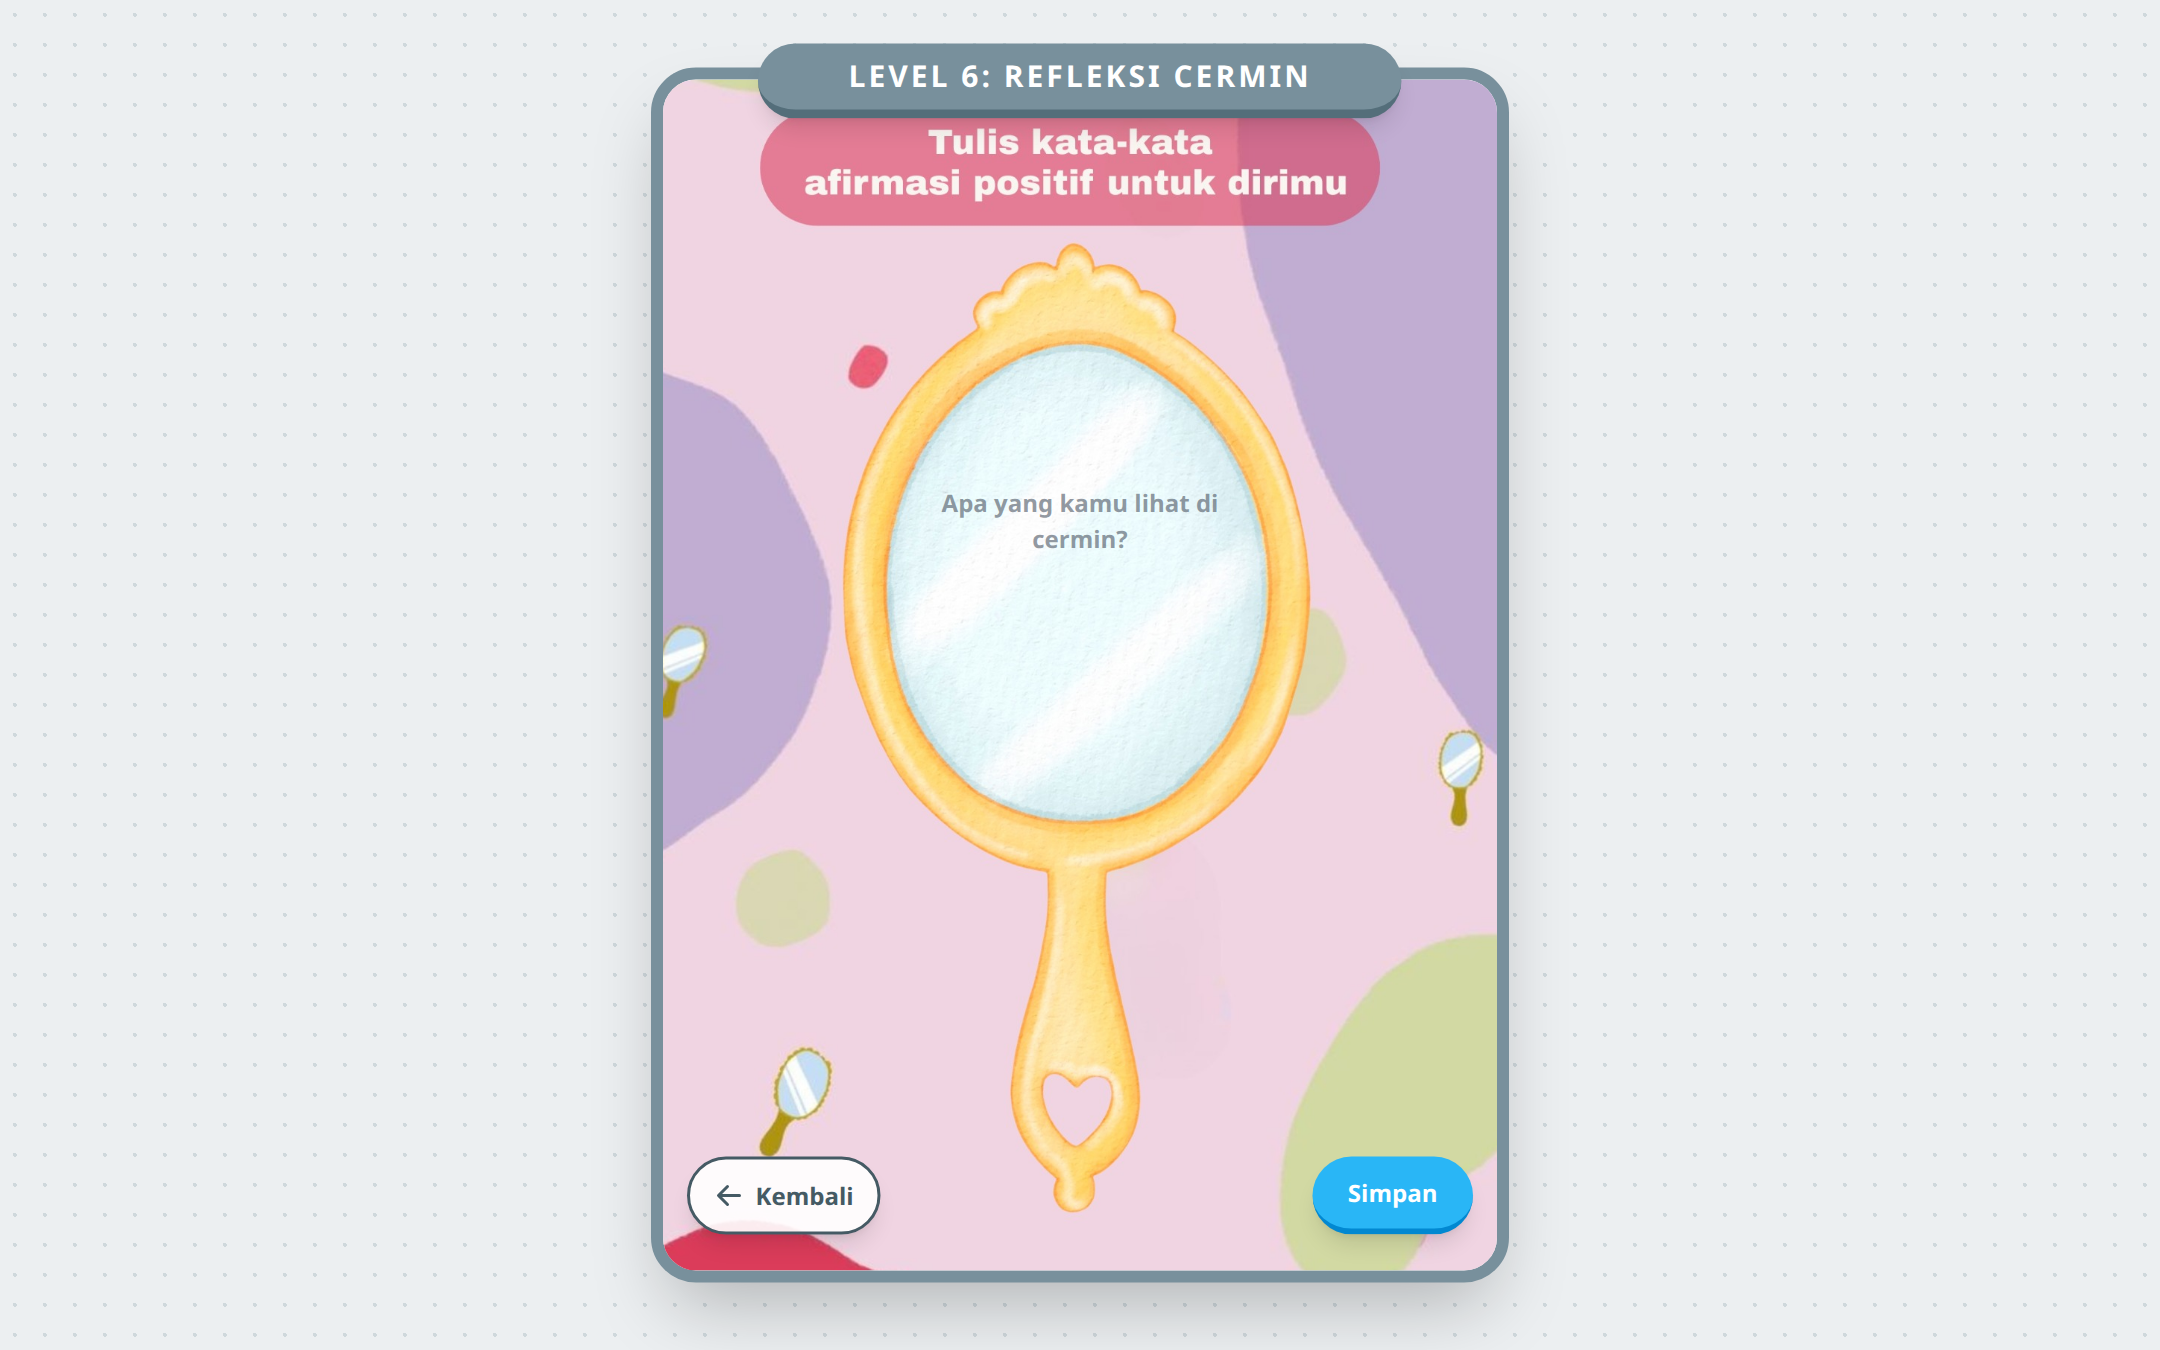 LEVEL 6: REFLEKSI CERMIN
Tulis kata-kata
afirmasi positif untuk dirimu
Apa yang kamu lihat di
cermin?
Kembali
Simpan